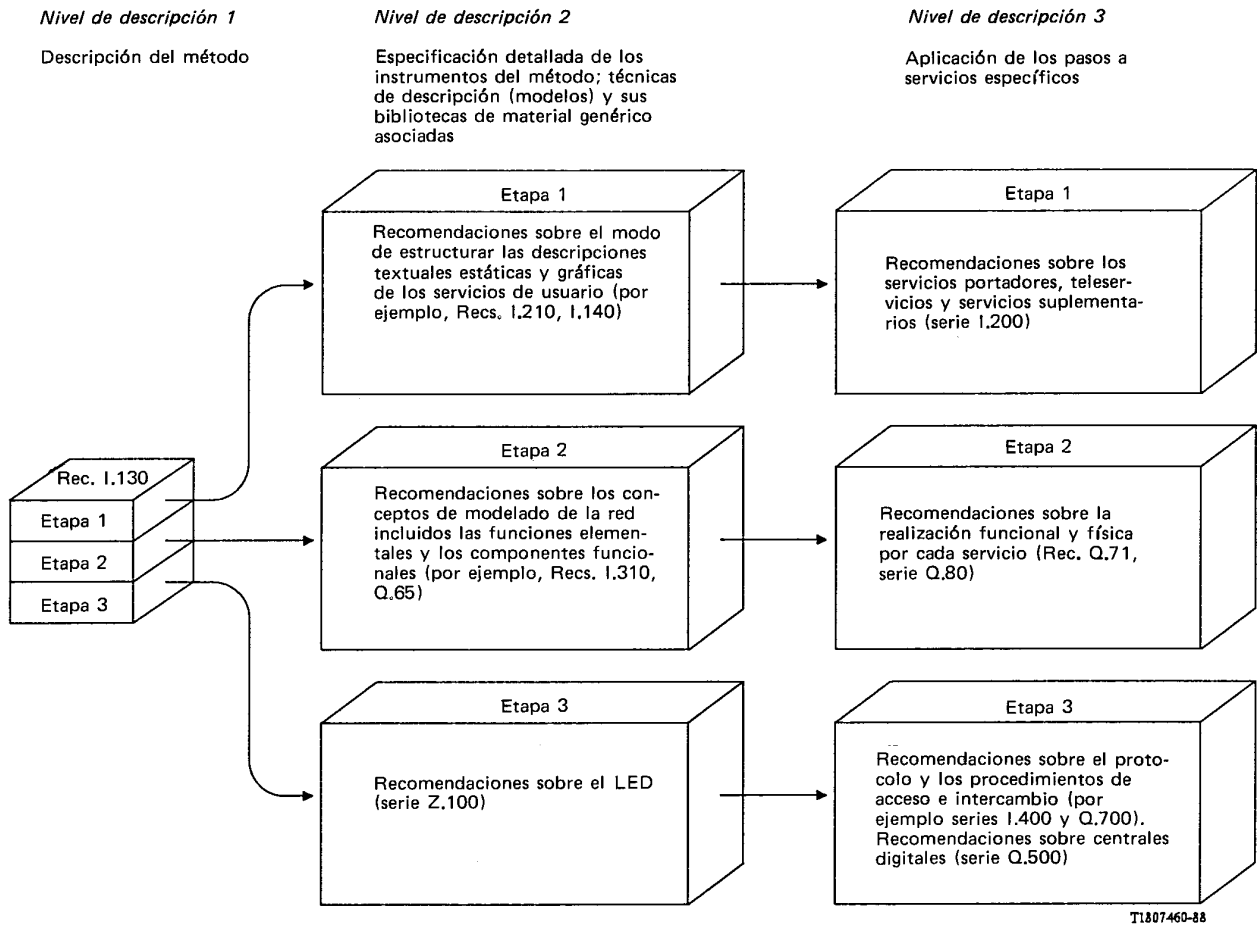 Nivel de descripción 1
Descripción del método
Nivel de descripción 2
Especificación detallada de los
instrumentos del método; técnicas
de descripción (modelos) y sus
bibliotecas de material genérico
asociadas
Nivel de descripción 3
Aplicación de los pasos a
servicios específicos
Rec. I.130
Etapa 1
Etapa 2
Etapa 3
Etapa 1
Recomendaciones sobre el modo
de estructurar las descripciones
textuales estáticas y gráficas
de los servicios de usuario (por
ejemplo, Recs. I.210, I.140)
Etapa 1
Recomendaciones sobre los
servicios portadores, teleser-
vicios y servicios suplementa-
rios (serie I.200)
Etapa 2
Recomendaciones sobre los con-
ceptos de modelado de la red
incluidos las funciones elemen-
tales y los componentes funcio-
nales (por ejemplo, Recs. I.310,
Q.65)
Etapa 2
Recomendaciones sobre la
realización funcional y física
por cada servicio (Rec. Q.71,
serie Q.80)
Etapa 3
Recomendaciones sobre el LED
(serie Z.100)
Etapa 3
Recomendaciones sobre el proto-
colo y los procedimientos de
acceso e intercambio (por
ejemplo series I.400 y Q.700).
Recomendaciones sobre centrales
digitales (serie Q.500)
T1807460-88